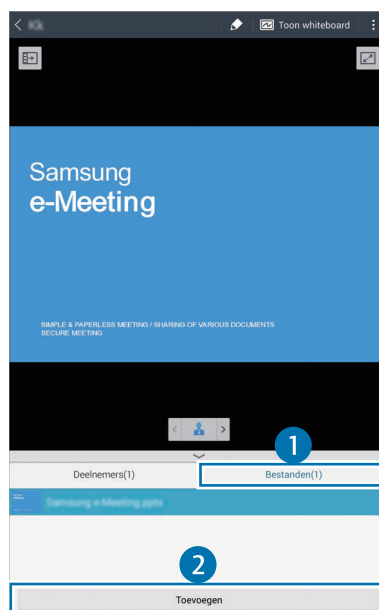 Kk
Toon whiteboard
Samsung
e-Meeting
SIMPLE & PAPERLESS MEETING / SHARING OF VARIOUS DOCUMENTS
SECURE MEETING
1
Deelnemers(1)
Bestanden(1)
Samsung e-Meeting.pptx
2
Toevoegen